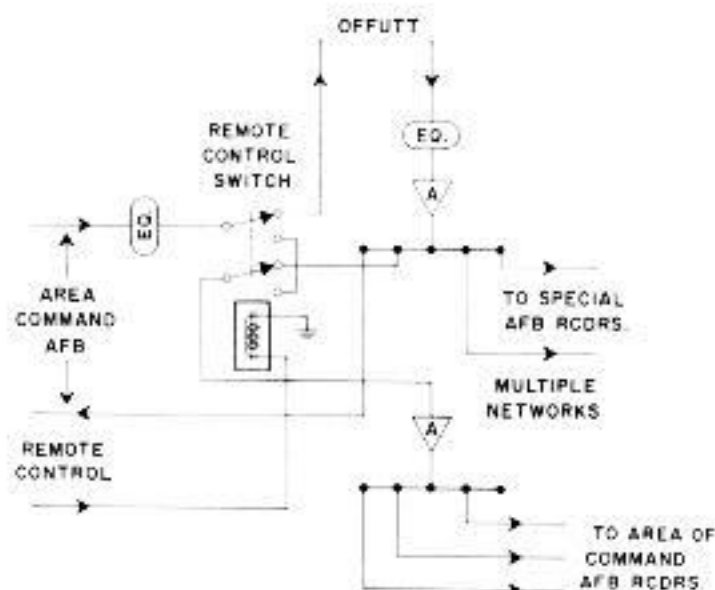 OFFUTT
REMOTE
CONTROL
SWITCH
EQ.
A
EQ.
AREA
COMMAND
AFB
TO SPECIAL
AFB RCDRS.
MULTIPLE
NETWORKS
A
REMOTE
CONTROL
TO AREA OF
COMMAND
AFB RCDRS.